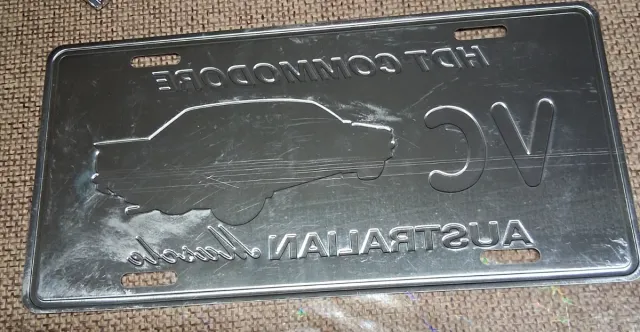 HDT COMMODORE
VC
AUSTRALIAN Muscle